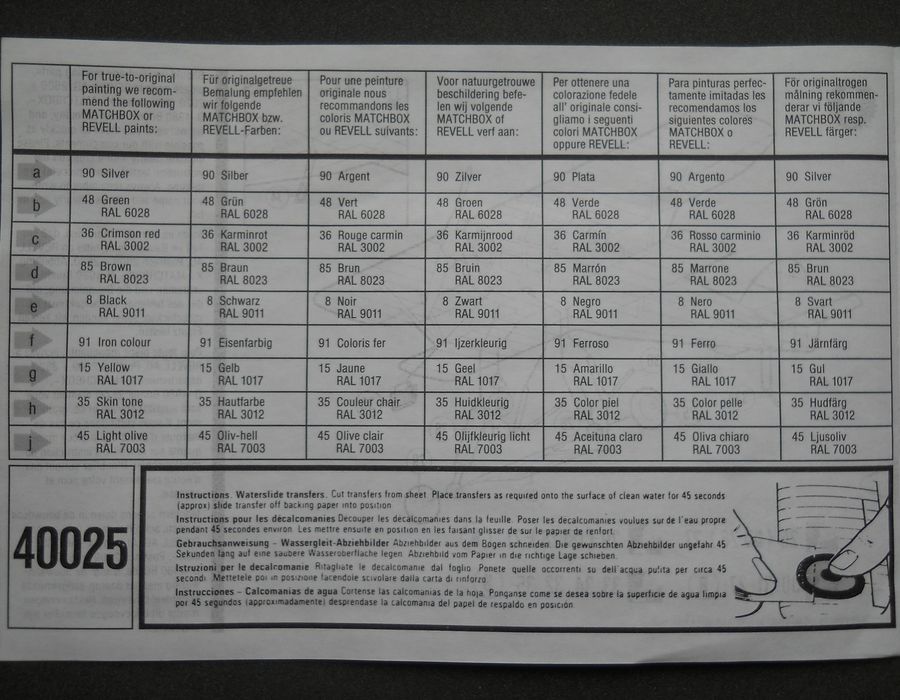 For true-to-original
painting we recom-
mend the following
MATCHBOX or
REVELL paints:
Für originalgetreue
Bemalung empfehlen
wir folgende
MATCHBOX bzw.
REVELL-Farben:
Pour une peinture
originale nous
recommandons les
coloris MATCHBOX
ou REVELL suivants:
Voor natuurgetrouwe
beschildering befe-
len wij volgende
MATCHBOX of
REVELL verf aan:
Per ottenere una
colorazione fedele
all' originale consi-
gliamo i seguenti
colori MATCHBOX
oppure REVELL:
Para pinturas perfec-
tamente imitadas les
recomendamos los
siguientes colores
MATCHBOX o
REVELL:
För originaltrogen
målning rekommen-
derar vi följande
MATCHBOX resp.
REVELL färger:
a 90 Silver 90 Silber 90 Argent 90 Zilver 90 Plata 90 Argento 90 Silver
b 48 Green 48 Grün 48 Vert 48 Groen 48 Verde 48 Verde 48 Grön
RAL 6028 RAL 6028 RAL 6028 RAL 6028 RAL 6028 RAL 6028 RAL 6028
c 36 Crimson red 36 Karminrot 36 Rouge carmin 36 Karmijnrood 36 Carmín 36 Rosso carminio 36 Karminröd
RAL 3002 RAL 3002 RAL 3002 RAL 3002 RAL 3002 RAL 3002 RAL 3002
d 85 Brown 85 Braun 85 Brun 85 Bruin 85 Marrón 85 Marrone 85 Brun
RAL 8023 RAL 8023 RAL 8023 RAL 8023 RAL 8023 RAL 8023 RAL 8023
e 8 Black 8 Schwarz 8 Noir 8 Zwart 8 Negro 8 Nero 8 Svart
RAL 9011 RAL 9011 RAL 9011 RAL 9011 RAL 9011 RAL 9011 RAL 9011
f 91 Iron colour 91 Eisenfarbig 91 Coloris fer 91 Ijzerkleurig 91 Ferroso 91 Ferro 91 Järnfärg
g 15 Yellow 15 Gelb 15 Jaune 15 Geel 15 Amarillo 15 Giallo 15 Gul
RAL 1017 RAL 1017 RAL 1017 RAL 1017 RAL 1017 RAL 1017 RAL 1017
h 35 Skin tone 35 Hautfarbe 35 Couleur chair 35 Huidkleurig 35 Color piel 35 Color pelle 35 Hudfärg
RAL 3012 RAL 3012 RAL 3012 RAL 3012 RAL 3012 RAL 3012 RAL 3012
j 45 Light olive 45 Oliv-hell 45 Olive clair 45 Olijfkleurig licht 45 Aceituna claro 45 Oliva chiaro 45 Ljusoliv
RAL 7003 RAL 7003 RAL 7003 RAL 7003 RAL 7003 RAL 7003 RAL 7003
40025
Instructions. Waterslide transfers. Cut transfers from sheet. Place transfers as required onto the surface of clean water for 45 seconds
(approx) slide transfer off backing paper into position
Instructions pour les decalcomanies Decouper les decalcomanies dans la feuille. Poser les decalcomanies voulues sur de l'eau propre
pendant 45 secondes environ. Les mettre ensuite en position en les faisant glisser de sur le papier de renfort
Gebrauchsanweisung – Wassergleit-Abziehbilder Abziehbilder aus dem Bogen schneiden. Die gewunschten Abziehbilder ungefahr 45
Sekunden lang auf eine saubere Wasseroberflache legen. Abziehbild vom Papier in die richtige Lage schieben.
Istruzioni per le decalcomanie Ritagliate le decalcomanie dal foglio. Ponete quelle occorrenti su dell'acqua pulita per circa 45
secondi. Mettetele poi in posizione facendole scivolare dalla carta di rinforzo
Instrucciones – Calcomanias de agua Cortense las calcomanias de la hoja. Ponganse como se desea sobre la superficie de agua limpia
por 45 segundos (approximadamente) desprendase la calcomania del papel de respaldo en posicion